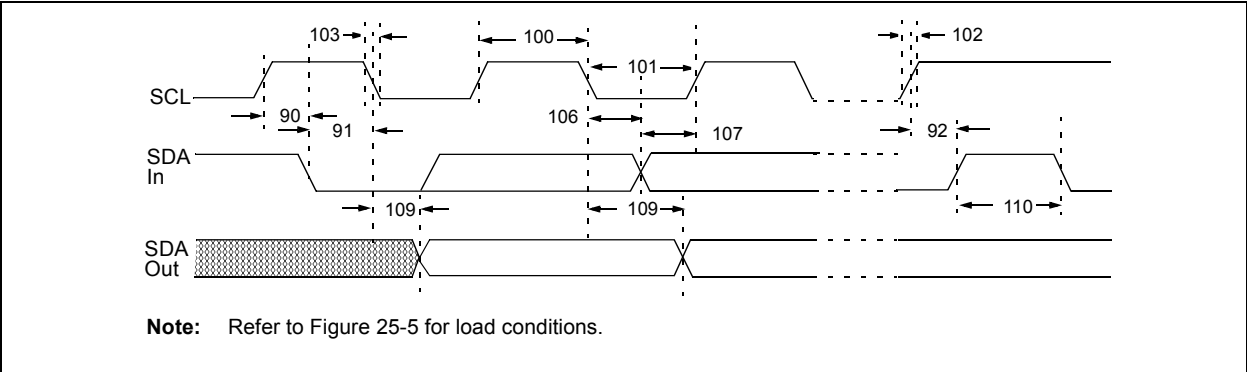 103
100
102
101
SCL
90
91
106
107
92
SDA
In
109
109
110
SDA
Out
Note: Refer to Figure 25-5 for load conditions.